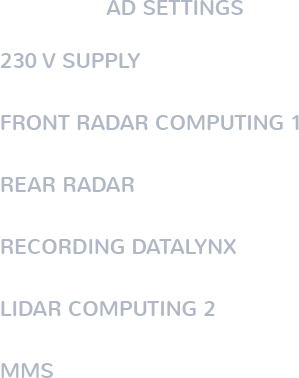 AD SETTINGS
230 V SUPPLY
FRONT RADAR COMPUTING 1
REAR RADAR
RECORDING DATALYNX
LIDAR COMPUTING 2
MMS